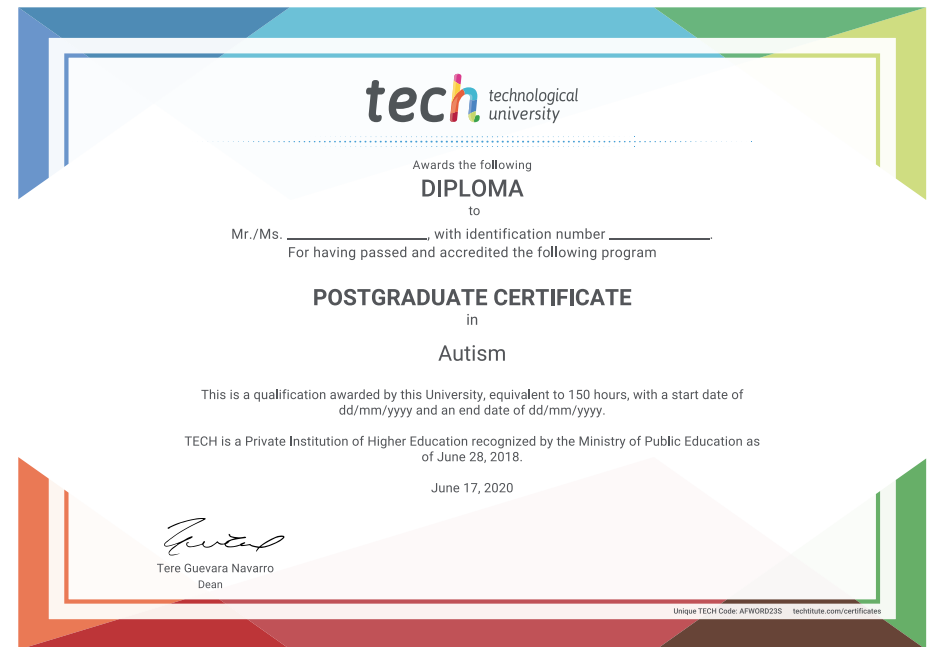 tech technological
university
Awards the following
DIPLOMA
to
Mr./Ms. ____________________, with identification number ______________.
For having passed and accredited the following program
POSTGRADUATE CERTIFICATE
in
Autism
This is a qualification awarded by this University, equivalent to 150 hours, with a start date of
dd/mm/yyyy and an end date of dd/mm/yyyy.
TECH is a Private Institution of Higher Education recognized by the Ministry of Public Education as
of June 28, 2018.
June 17, 2020
Tere Guevara Navarro
Dean
Unique TECH Code: AFWORD23S techtitute.com/certificates